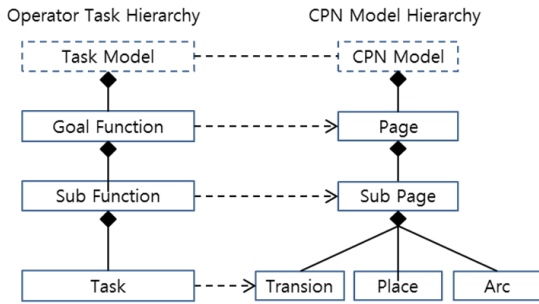 Operator Task Hierarchy
CPN Model Hierarchy
Task Model
CPN Model
Goal Function
Page
Sub Function
Sub Page
Task
Transion
Place
Arc